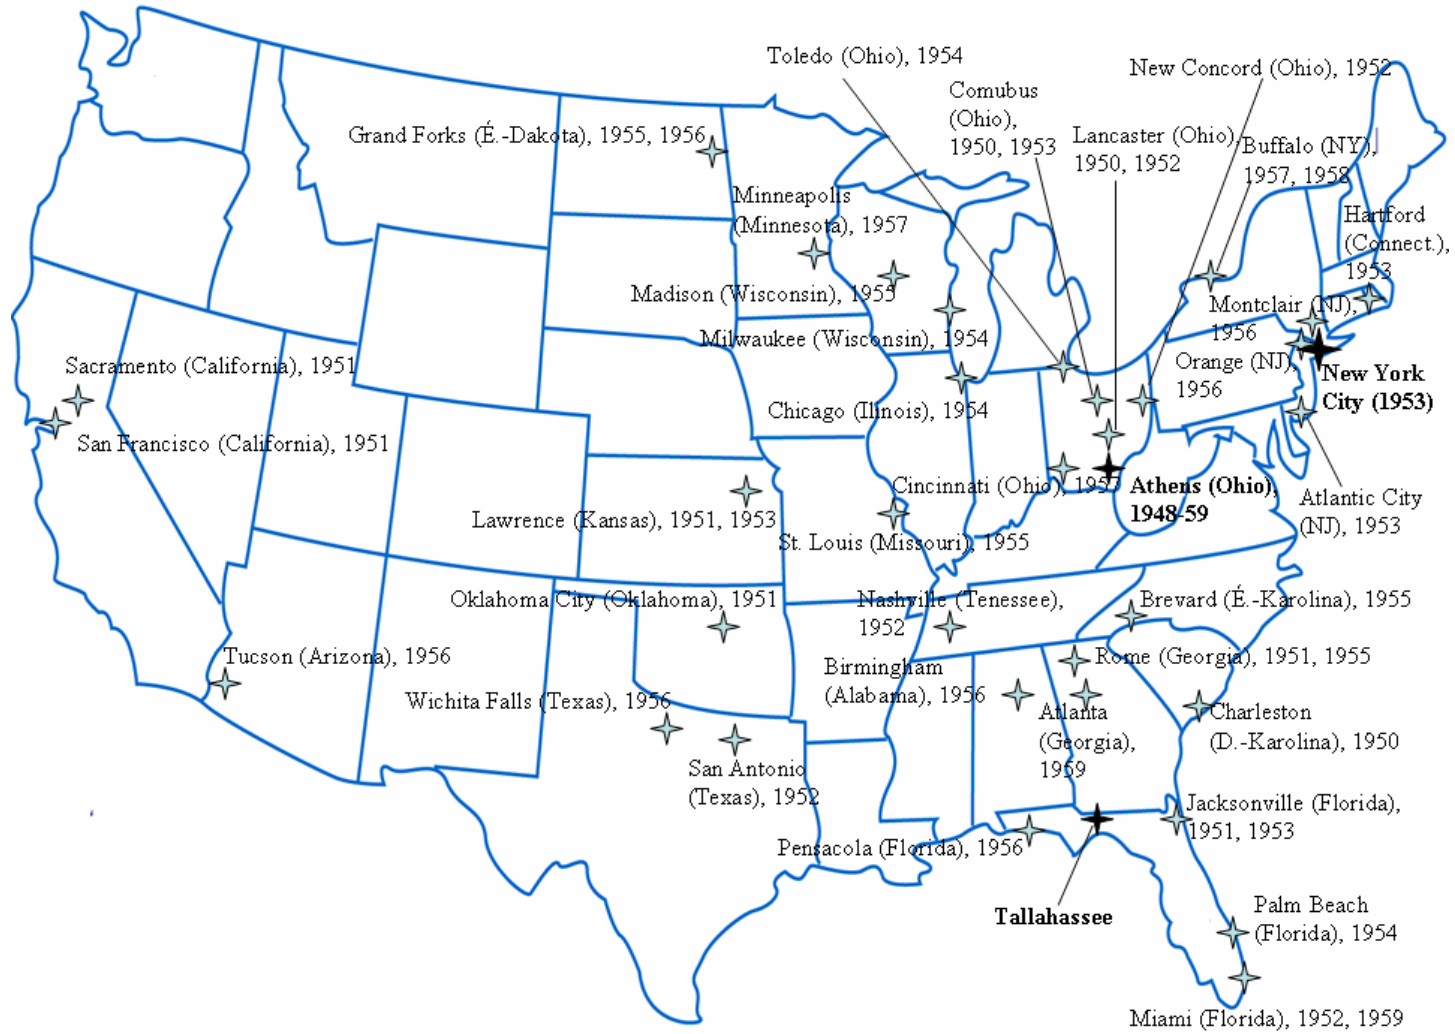 Toledo (Ohio), 1954
New Concord (Ohio), 1952
Comubus
(Ohio),
1950, 1953
Lancaster (Ohio),
1950, 1952
Buffalo (NY),
1957, 1958
Grand Forks (É.-Dakota), 1955, 1956
Minneapolis
(Minnesota), 1957
Hartford
(Connect.),
1953
Madison (Wisconsin), 1955
Montclair (NJ),
1956
Milwaukee (Wisconsin), 1954
Orange (NJ),
1956
Sacramento (California), 1951
New York
City (1953)
Chicago (Ilinois), 1954
San Francisco (California), 1951
Cincinnati (Ohio), 1957
Athens (Ohio),
1948-59
Atlantic City
(NJ), 1953
Lawrence (Kansas), 1951, 1953
St. Louis (Missouri), 1955
Oklahoma City (Oklahoma), 1951
Nashville (Tenessee),
1952
Brevard (É.-Karolina), 1955
Tucson (Arizona), 1956
Rome (Georgia), 1951, 1955
Birmingham
(Alabama), 1956
Wichita Falls (Texas), 1956
Atlanta
(Georgia),
1959
Charleston
(D.-Karolina), 1950
San Antonio
(Texas), 1952
Jacksonville (Florida),
1951, 1953
Pensacola (Florida), 1956
Tallahassee
Palm Beach
(Florida), 1954
Miami (Florida), 1952, 1959